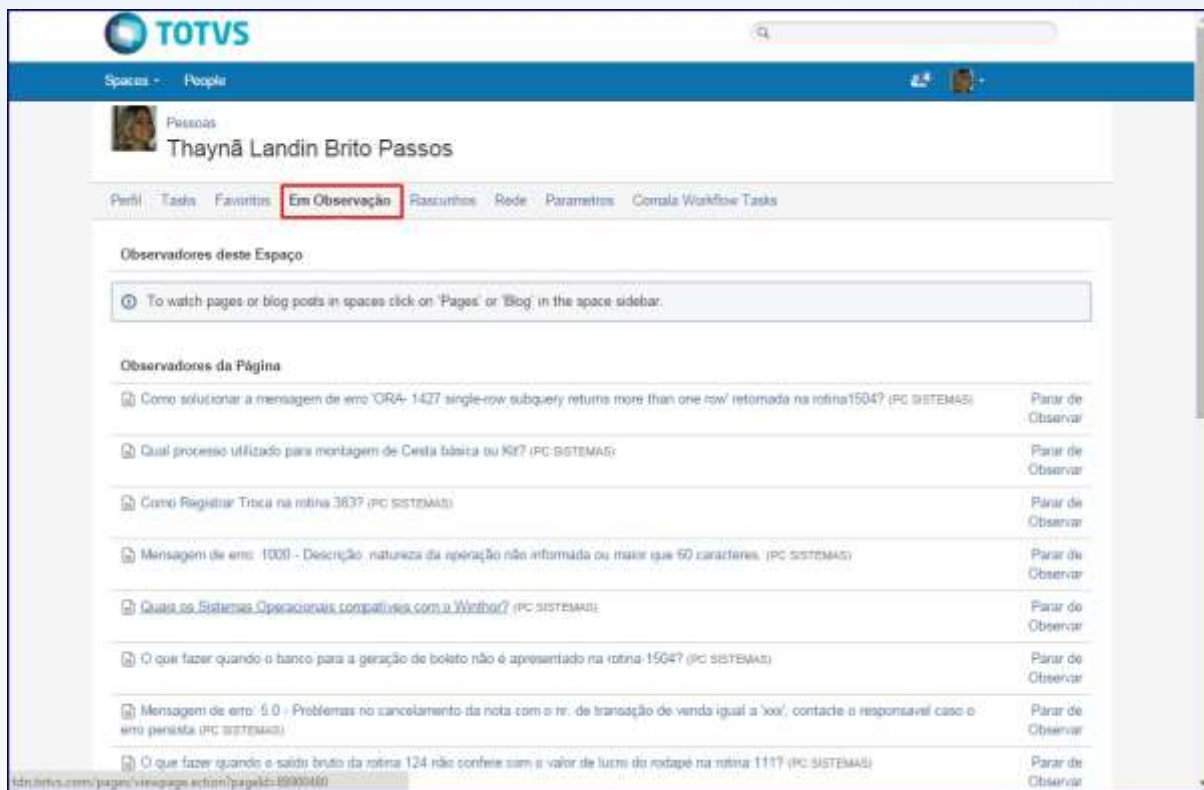 TOTVS
Spaces People
Pessoas
Thaynã Landin Brito Passos
Perfil Tasks Favoritos Em Observação Rascunhos Rede Parametros Comala Workflow Tasks
Observadores deste Espaço
To watch pages or blog posts in spaces click on 'Pages' or 'Blog' in the space sidebar.
Observadores da Página
Como solucionar a mensagem de erro 'ORA- 1427 single-row subquery returns more than one row' retornada na rotina1504? (PC SISTEMAS) Parar de
Observar
Qual processo utilizado para montagem de Cesta básica ou Kit? (PC SISTEMAS) Parar de
Observar
Como Registrar Troca na rotina 383? (PC SISTEMAS) Parar de
Observar
Mensagem de erro: 1000 - Descrição natureza da operação não informada ou maior que 60 caracteres. (PC SISTEMAS) Parar de
Observar
Quais os Sistemas Operacionais compatíveis com o Winthor? (PC SISTEMAS) Parar de
Observar
O que fazer quando o banco para a geração de boleto não é apresentado na rotina 1504? (PC SISTEMAS) Parar de
Observar
Mensagem de erro: 5.0 - Problemas no cancelamento da nota com o nr. de transação de venda igual a 'xxx', contacte o responsavel caso o Parar de
erro persista (PC SISTEMAS) Observar
O que fazer quando o saldo bruto da rotina 124 não confere com o valor de lucro do rodapé na rotina 111? (PC SISTEMAS) Parar de
Observar
tdn.totvs.com/pages/viewpage.action?pageId=